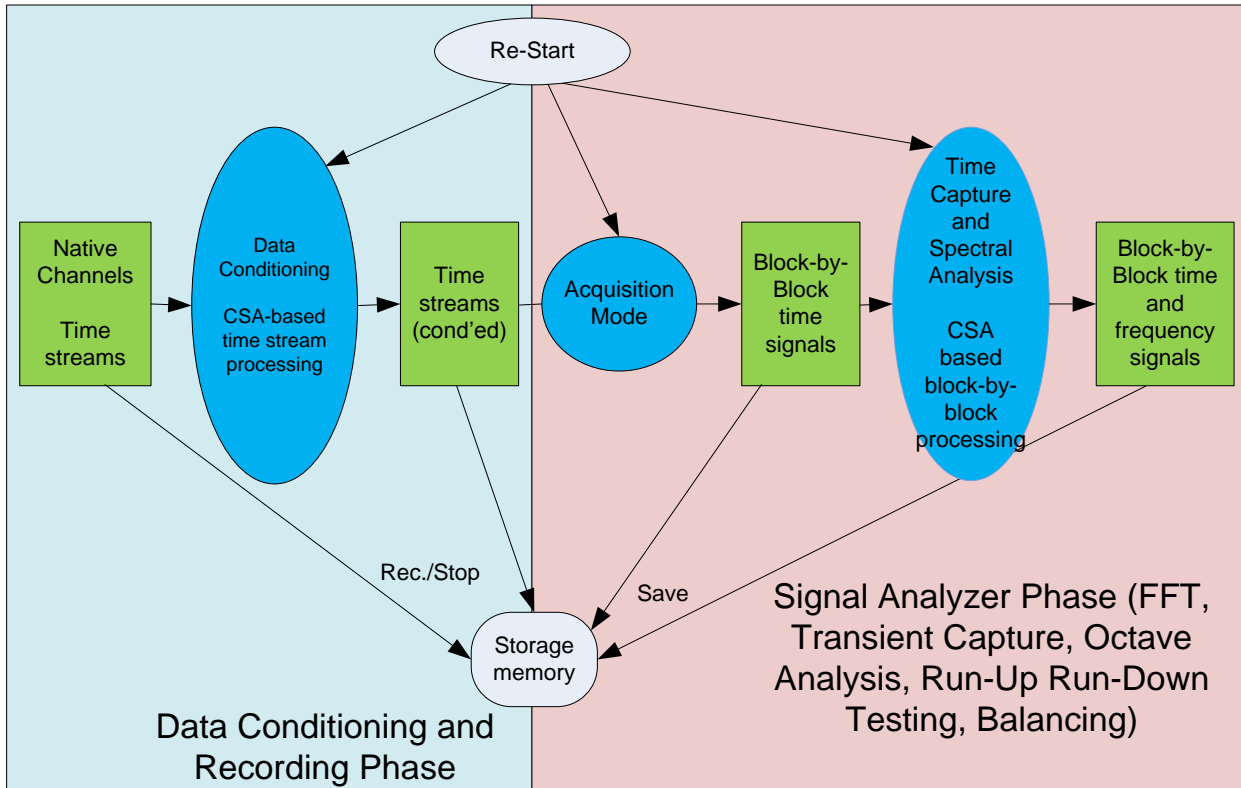 Re-Start
Native
Channels
Time
streams
Data
Conditioning
CSA-based
time stream
processing
Time
streams
(cond'ed)
Acquisition
Mode
Block-by-
Block
time
signals
Time
Capture
and
Spectral
Analysis
CSA
based
block-by-
block
processing
Block-by-
Block time
and
frequency
signals
Rec./Stop
Save
Storage
memory
Data Conditioning and
Recording Phase
Signal Analyzer Phase (FFT,
Transient Capture, Octave
Analysis, Run-Up Run-Down
Testing, Balancing)